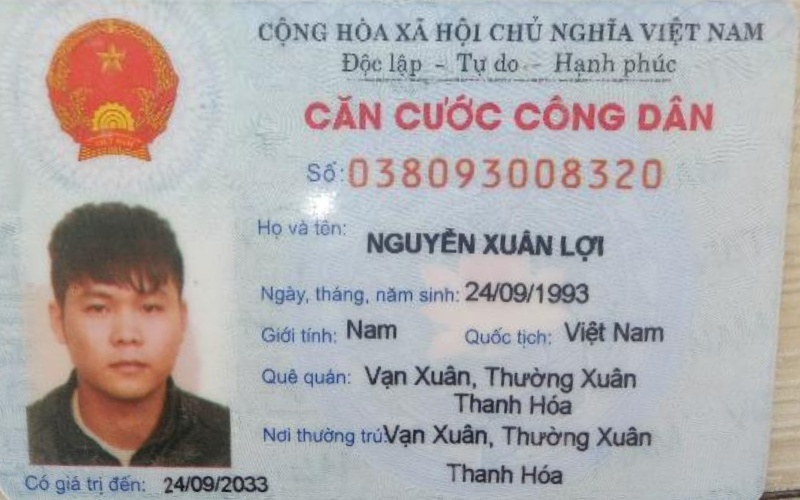 CỘNG HÒA XÃ HỘI CHỦ NGHĨA VIỆT NAM
Độc lập - Tự do - Hạnh phúc
CĂN CƯỚC CÔNG DÂN
Số: 038093008320
Họ và tên: NGUYỄN XUÂN LỢI
Ngày, tháng, năm sinh: 24/09/1993
Giới tính: Nam Quốc tịch: Việt Nam
Quê quán: Vạn Xuân, Thường Xuân
Thanh Hóa
Nơi thường trú: Vạn Xuân, Thường Xuân
Thanh Hóa
Có giá trị đến: 24/09/2033